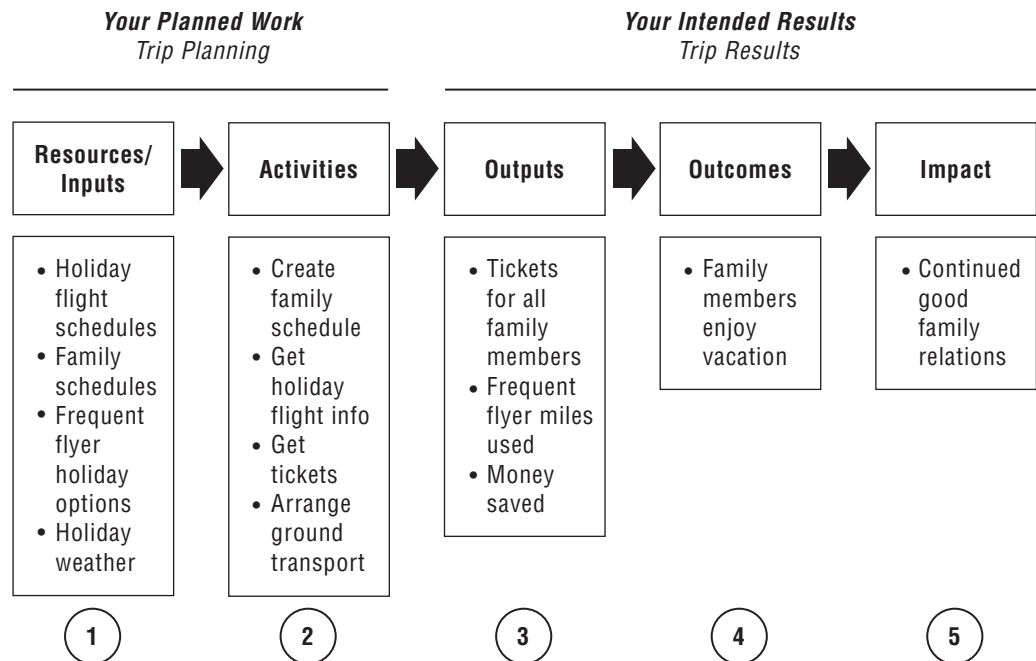 Your Planned Work
Trip Planning
Your Intended Results
Trip Results
Resources/
Inputs
Activities
Outputs
Outcomes
Impact
• Holiday
flight
schedules
• Family
schedules
• Frequent
flyer
holiday
options
• Holiday
weather
• Create
family
schedule
• Get
holiday
flight info
• Get
tickets
• Arrange
ground
transport
• Tickets
for all
family
members
• Frequent
flyer miles
used
• Money
saved
• Family
members
enjoy
vacation
• Continued
good
family
relations
1
2
3
4
5